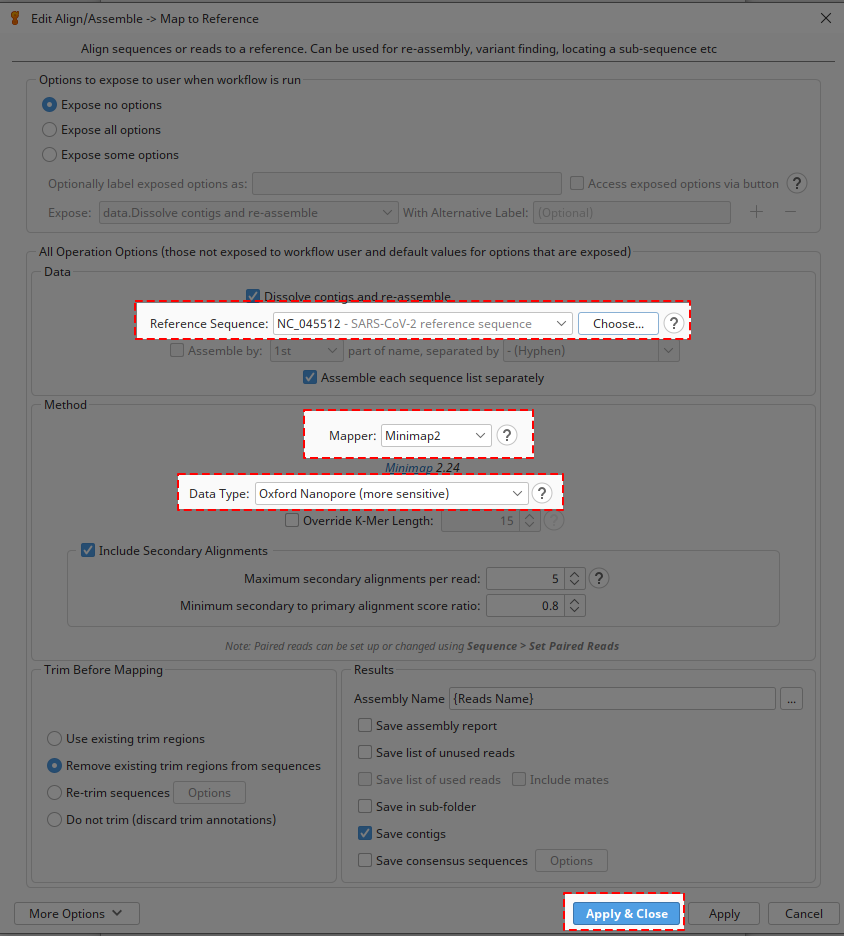 Edit Align/Assemble -> Map to Reference
Align sequences or reads to a reference. Can be used for re-assembly, variant finding, locating a sub-sequence etc
Options to expose to user when workflow is run
Expose no options
Expose all options
Expose some options
Optionally label exposed options as: Access exposed options via button ?
Expose: data.Dissolve contigs and re-assemble With Alternative Label: (Optional) + −
All Operation Options (those not exposed to workflow user and default values for options that are exposed)
Data
Dissolve contigs and re-assemble
Reference Sequence: NC_045512 - SARS-CoV-2 reference sequence Choose... ?
Assemble by: 1st part of name, separated by - (Hyphen)
Assemble each sequence list separately
Method
Mapper: Minimap2 ?
Minimap 2.24
Data Type: Oxford Nanopore (more sensitive) ?
Override K-Mer Length: 15 ?
Include Secondary Alignments
Maximum secondary alignments per read: 5 ?
Minimum secondary to primary alignment score ratio: 0.8
Note: Paired reads can be set up or changed using Sequence > Set Paired Reads
Trim Before Mapping
Use existing trim regions
Remove existing trim regions from sequences
Re-trim sequences Options
Do not trim (discard trim annotations)
Results
Assembly Name {Reads Name} ...
Save assembly report
Save list of unused reads
Save list of used reads Include mates
Save in sub-folder
Save contigs
Save consensus sequences Options
More Options Apply & Close Apply Cancel